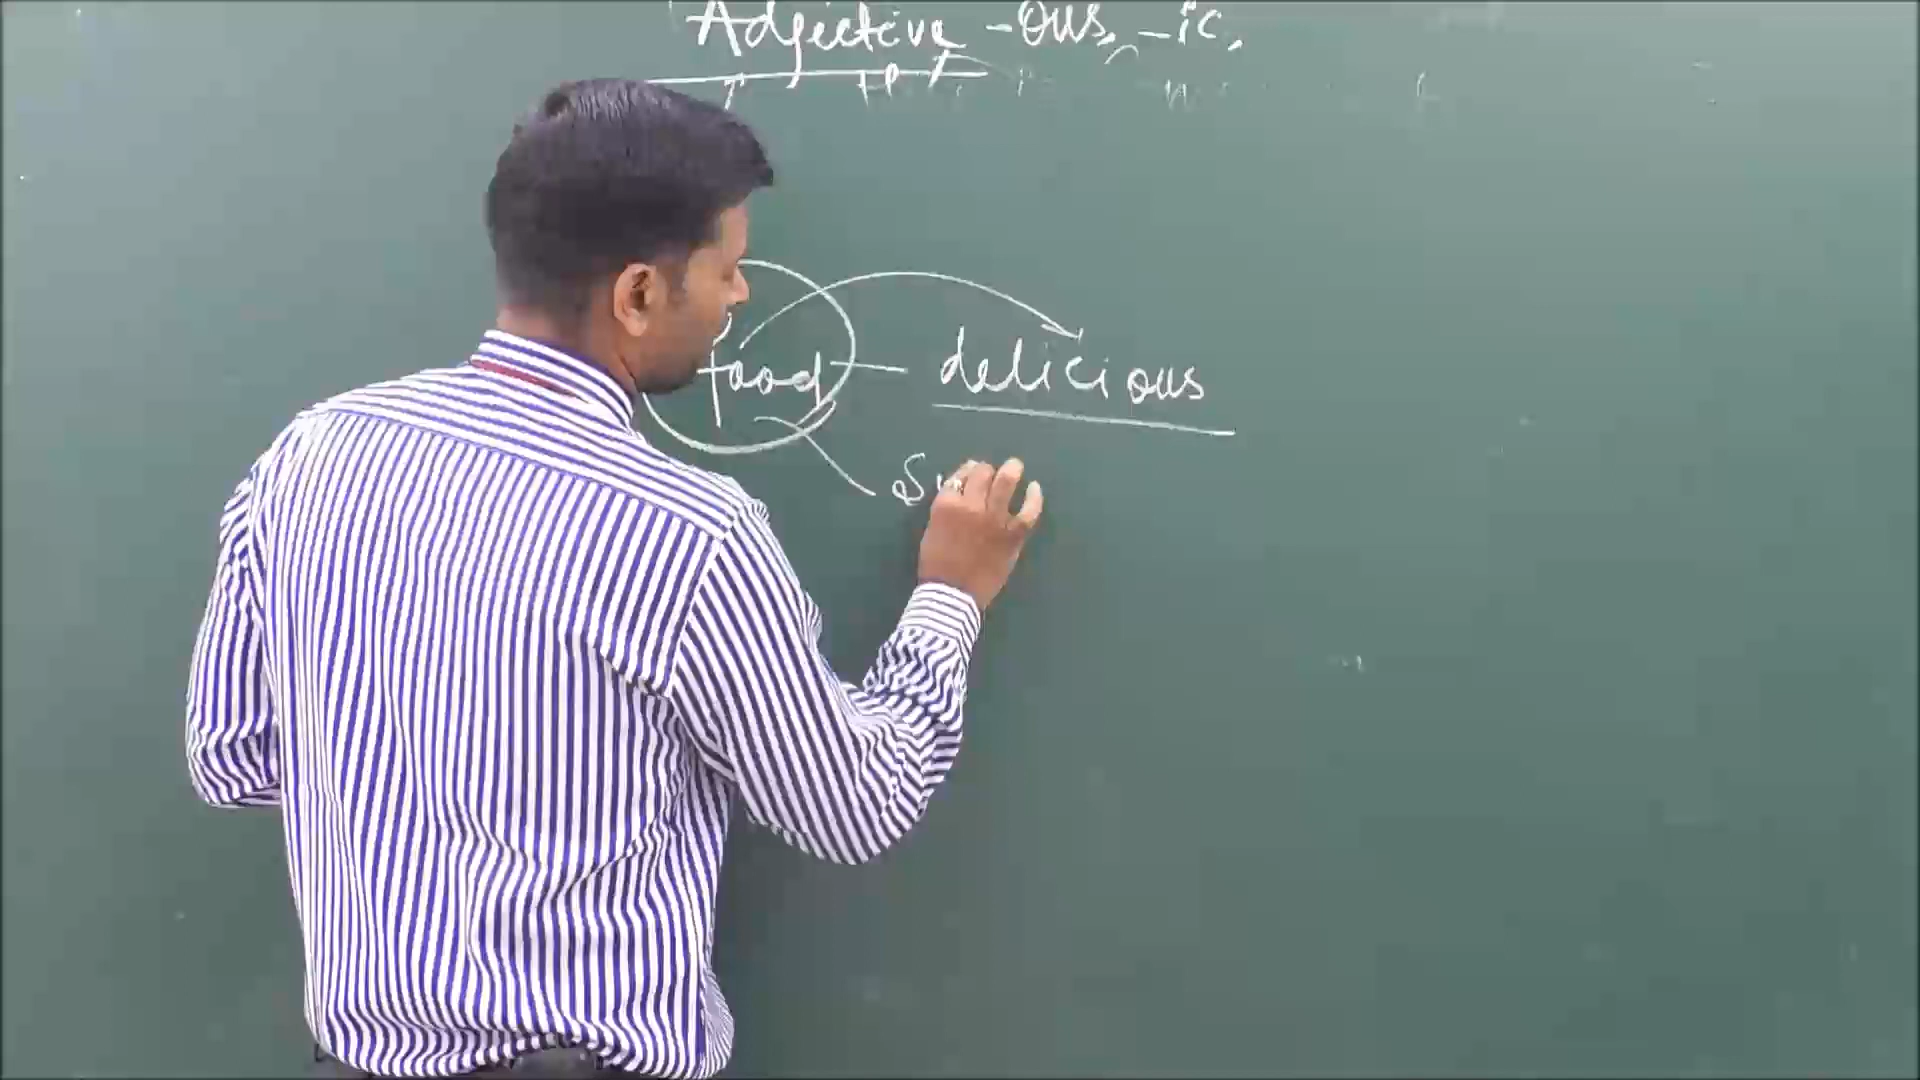 Adjective -ous, -ic,
food — delicious